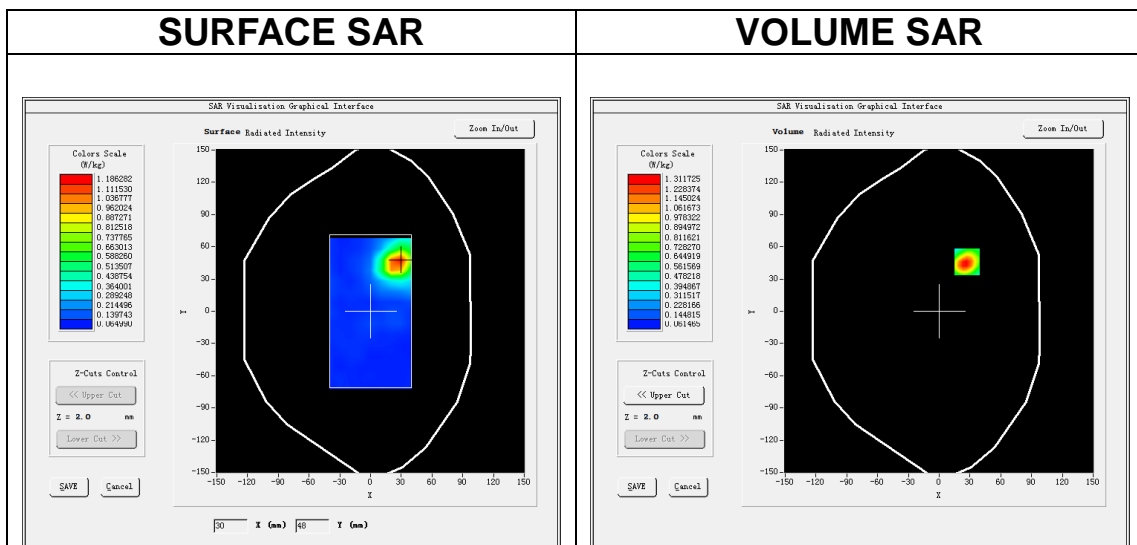 SURFACE SAR
SAR Visualisation Graphical Interface
Surface Radiated Intensity
Zoom In/Out
Colors Scale
(W/kg)
1.186282
1.111530
1.036777
0.962024
0.887271
0.812518
0.737765
0.663013
0.588260
0.513507
0.438754
0.364001
0.289248
0.214496
0.139743
0.064990
150
120
90
60
30
0
-30
-60
-90
-120
-150
Y
-150 -120 -90 -60 -30 0 30 60 90 120 150
X
Z-Cuts Control
<< Upper Cut
Z = 2.0 mm
Lower Cut >>
SAVE Cancel
30 X (mm) 48 Y (mm)
VOLUME SAR
SAR Visualisation Graphical Interface
Volume Radiated Intensity
Zoom In/Out
Colors Scale
(W/kg)
1.311725
1.228374
1.145024
1.061673
0.978322
0.894972
0.811621
0.728270
0.644919
0.561569
0.478218
0.394867
0.311517
0.228166
0.144815
0.061465
150
120
90
60
30
0
-30
-60
-90
-120
-150
Y
-150 -120 -90 -60 -30 0 30 60 90 120 150
X
Z-Cuts Control
<< Upper Cut
Z = 2.0 mm
Lower Cut >>
SAVE Cancel